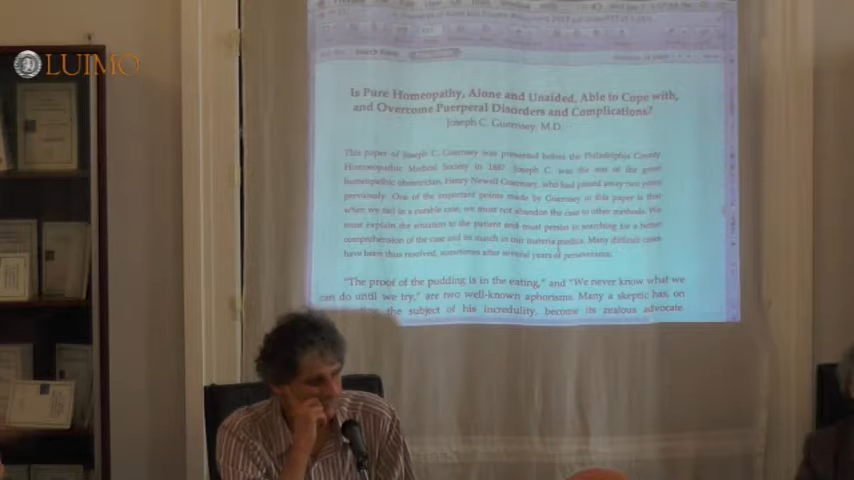 LUIMO
Is Pure Homeopathy, Alone and Unaided, Able to Cope with,
and Overcome Puerperal Disorders and Complications?
Joseph C. Guernsey, M.D.
This paper of Joseph C. Guernsey was presented before the Philadelphia County
Homoeopathic Medical Society in 1887. Joseph C. was the son of the great
homeopathic obstetrician, Henry Newell Guernsey, who had passed away two years
previously. One of the important points made by Guernsey in this paper is that
when we fail in a curable case, we must not abandon the case to other methods. We
must explain the situation to the patient and must persist in searching for a better
comprehension of the case and its match in our materia medica. Many difficult cases
have been thus resolved, sometimes after several years of perseverance.
"The proof of the pudding is in the eating," and "We never know what we
can do until we try," are two well-known aphorisms. Many a skeptic has, on
the subject of his incredulity, become its zealous advocate.